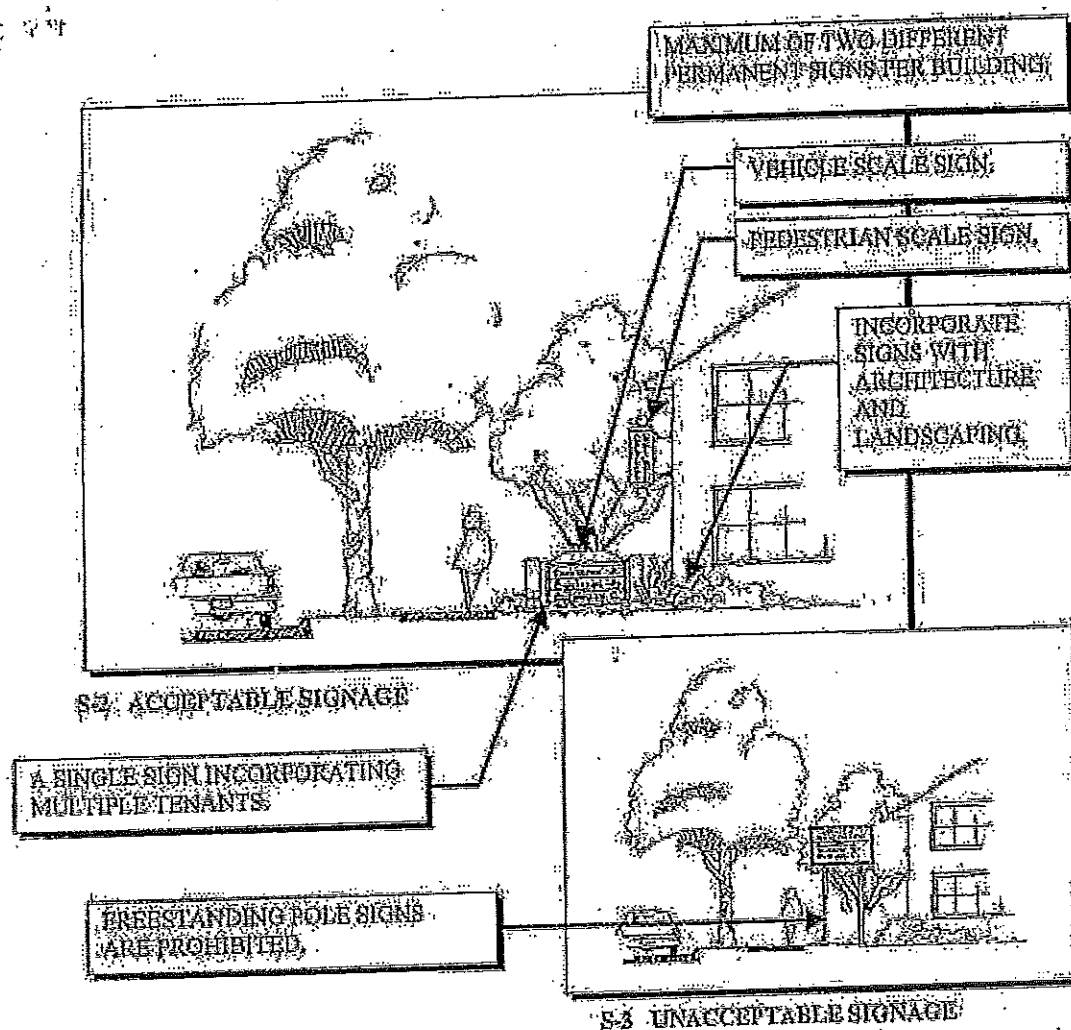 MAXIMUM OF TWO DIFFERENT
PERMANENT SIGNS PER BUILDING.
VEHICLE SCALE SIGN.
PEDESTRIAN SCALE SIGN.
INCORPORATE
SIGNS WITH
ARCHITECTURE
AND
LANDSCAPING.
S-2 ACCEPTABLE SIGNAGE
A SINGLE SIGN INCORPORATING
MULTIPLE TENANTS.
FREESTANDING POLE SIGNS
ARE PROHIBITED.
S-3 UNACCEPTABLE SIGNAGE